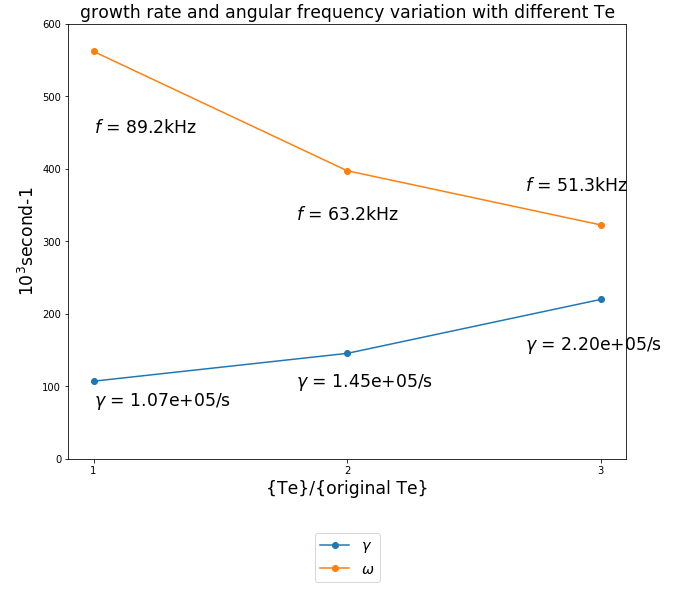 growth rate and angular frequency variation with different Te
600
500
400
300
200
100
0
10³second-1
f = 89.2kHz
f = 63.2kHz
f = 51.3kHz
γ = 1.07e+05/s
γ = 1.45e+05/s
γ = 2.20e+05/s
1 2 3
{Te}/{original Te}
γ
ω